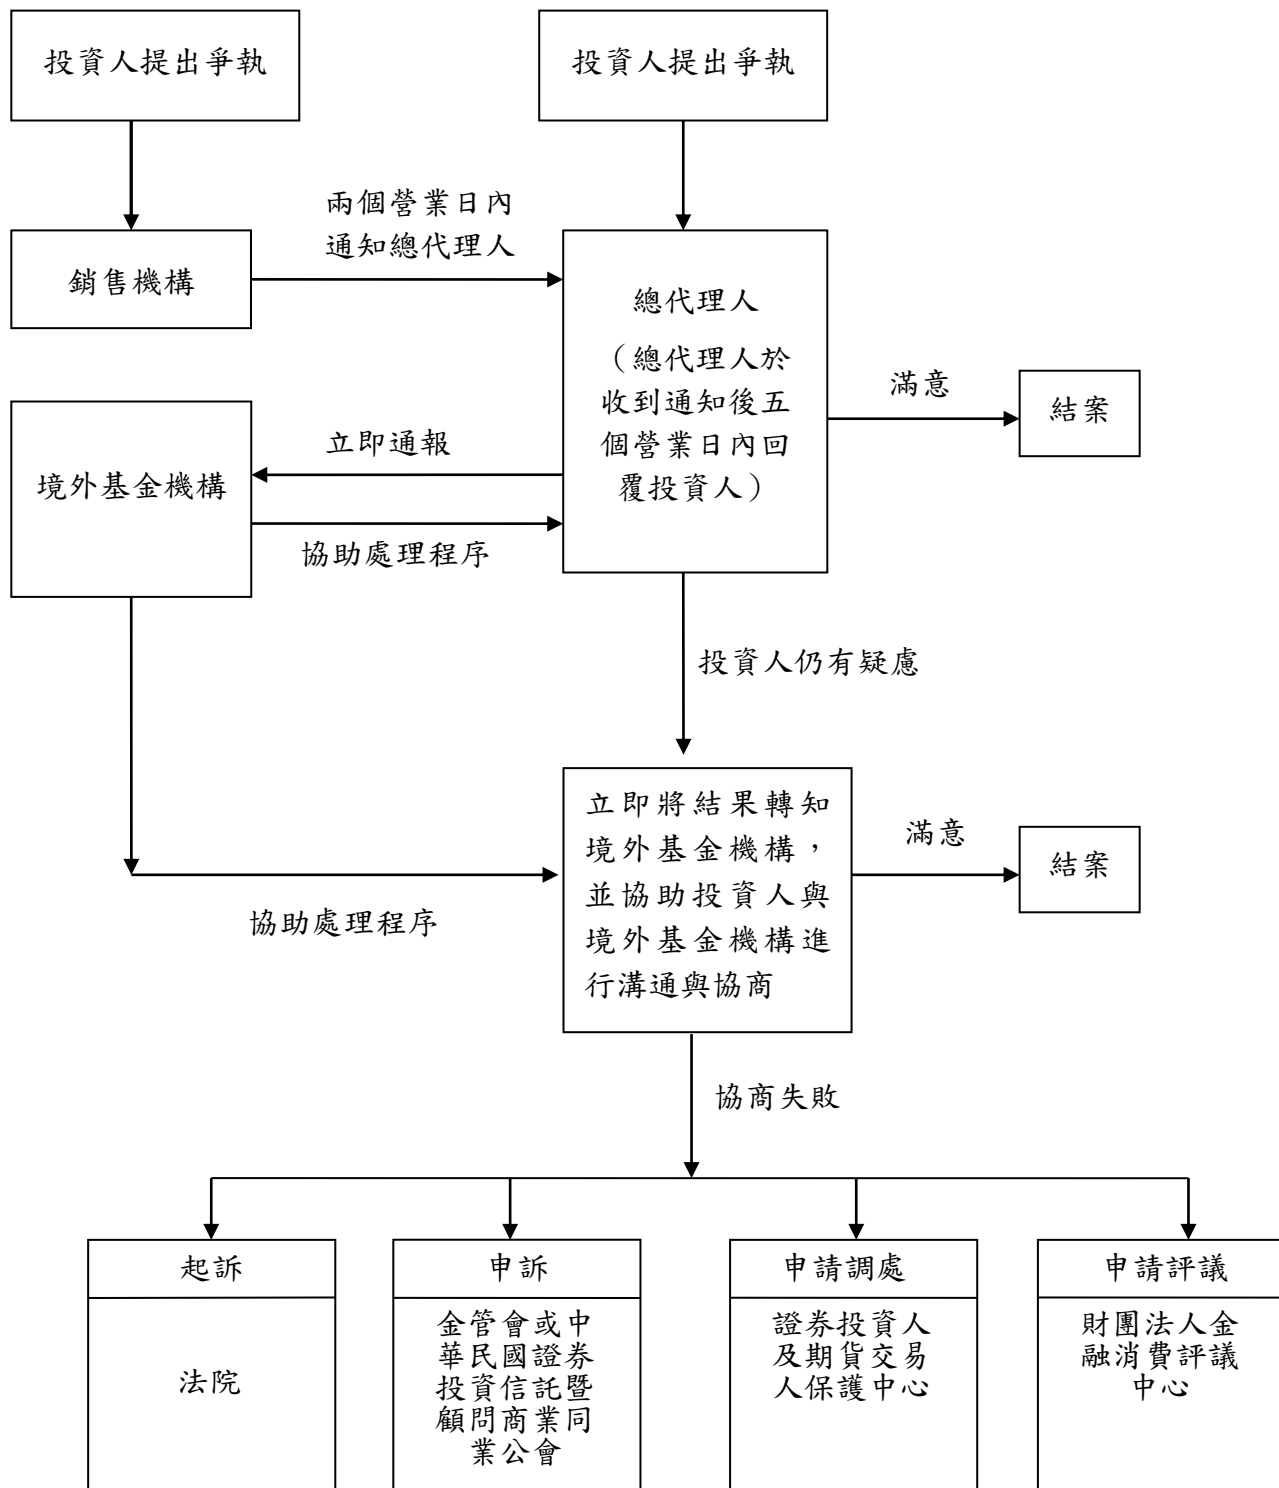 投資人提出爭執
投資人提出爭執
兩個營業日內
通知總代理人
銷售機構
總代理人
（總代理人於
收到通知後五
個營業日內回
覆投資人）
滿意
結案
立即通報
境外基金機構
協助處理程序
投資人仍有疑慮
立即將結果轉知
境外基金機構，
並協助投資人與
境外基金機構進
行溝通與協商
滿意
結案
協助處理程序
協商失敗
起訴
法院
申訴
金管會或中
華民國證券
投資信託暨
顧問商業同
業公會
申請調處
證券投資人
及期貨交易
人保護中心
申請評議
財團法人金
融消費評議
中心